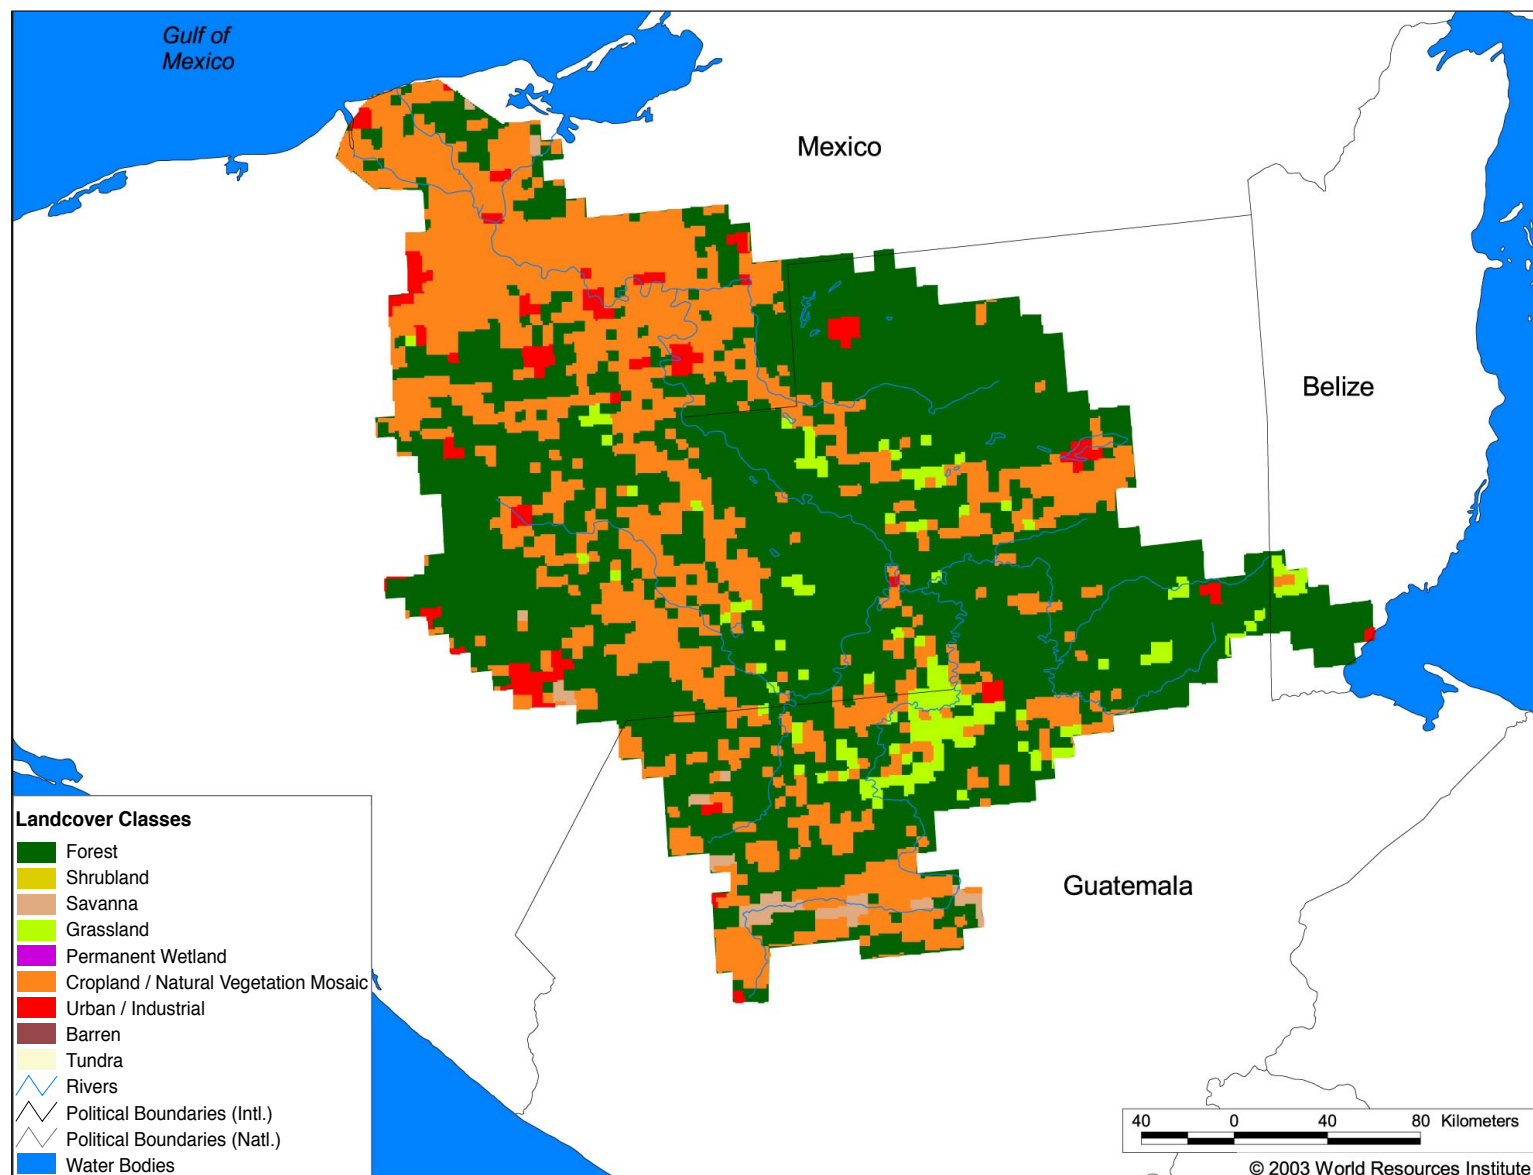 Gulf of
Mexico
Mexico
Belize
Guatemala
Landcover Classes
Forest
Shrubland
Savanna
Grassland
Permanent Wetland
Cropland / Natural Vegetation Mosaic
Urban / Industrial
Barren
Tundra
Rivers
Political Boundaries (Intl.)
Political Boundaries (Natl.)
Water Bodies
40 0 40 80 Kilometers
© 2003 World Resources Institute